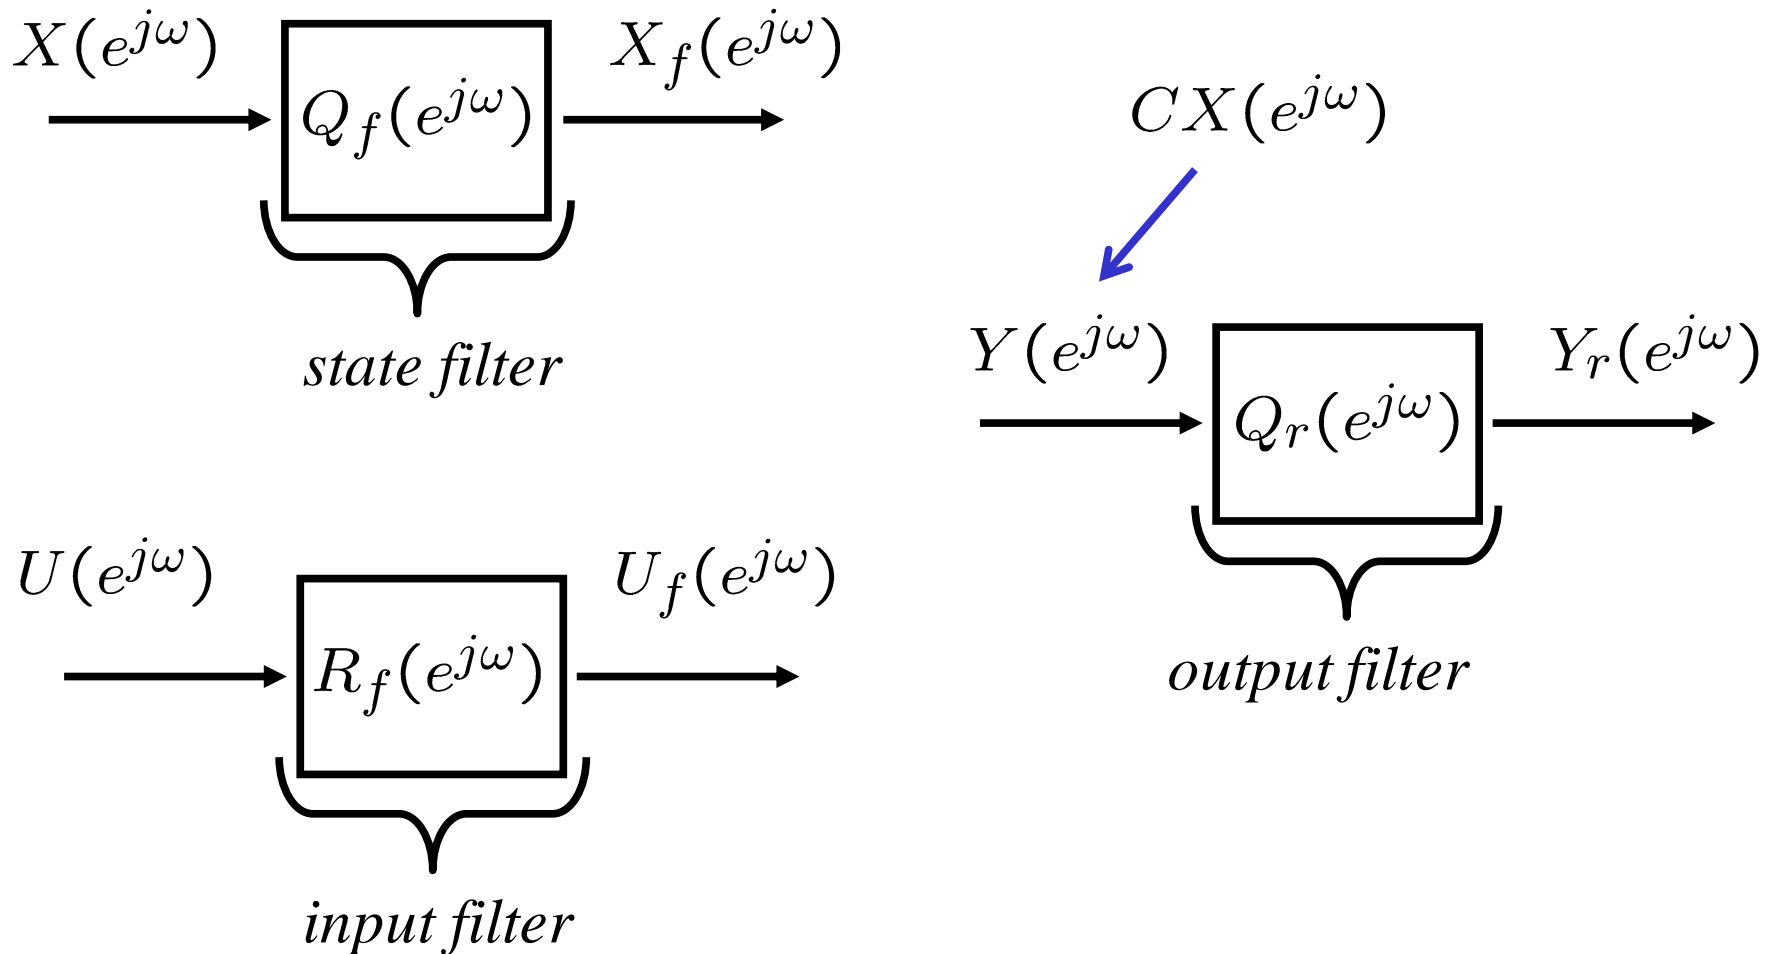 X(e^{jω})
X_f(e^{jω})
Q_f(e^{jω})
state filter
U(e^{jω})
U_f(e^{jω})
R_f(e^{jω})
input filter
CX(e^{jω})
Y(e^{jω})
Y_r(e^{jω})
Q_r(e^{jω})
output filter